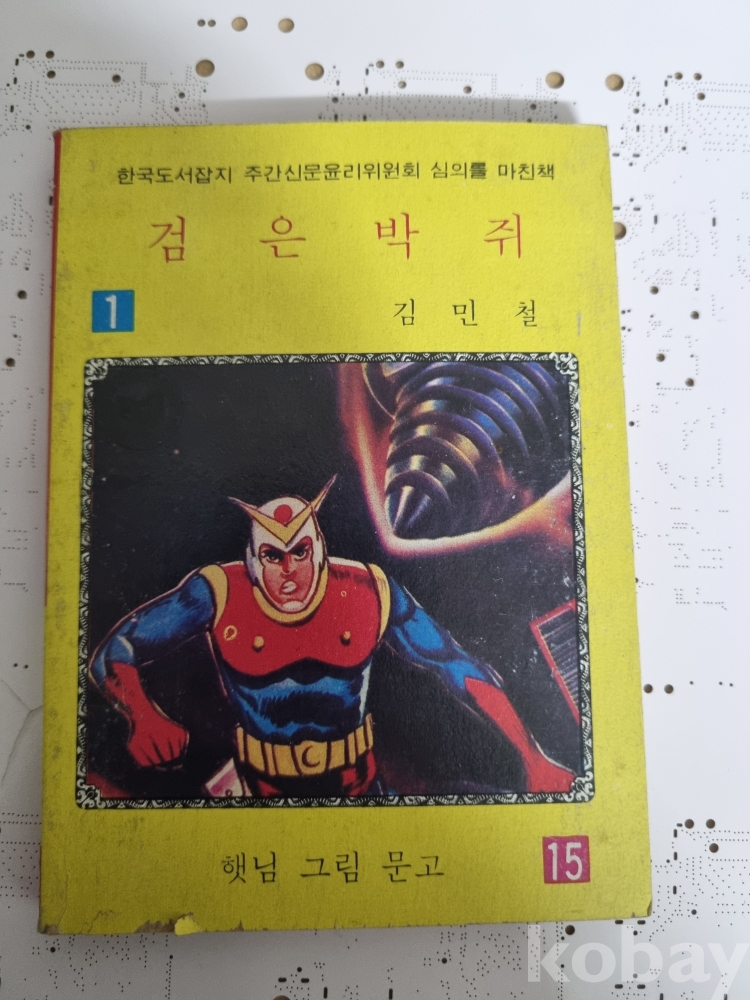 한국도서잡지 주간신문윤리위원회 심의를 마친책
검은박쥐
1
김민철
C
햇님 그림 문고
15
kobay